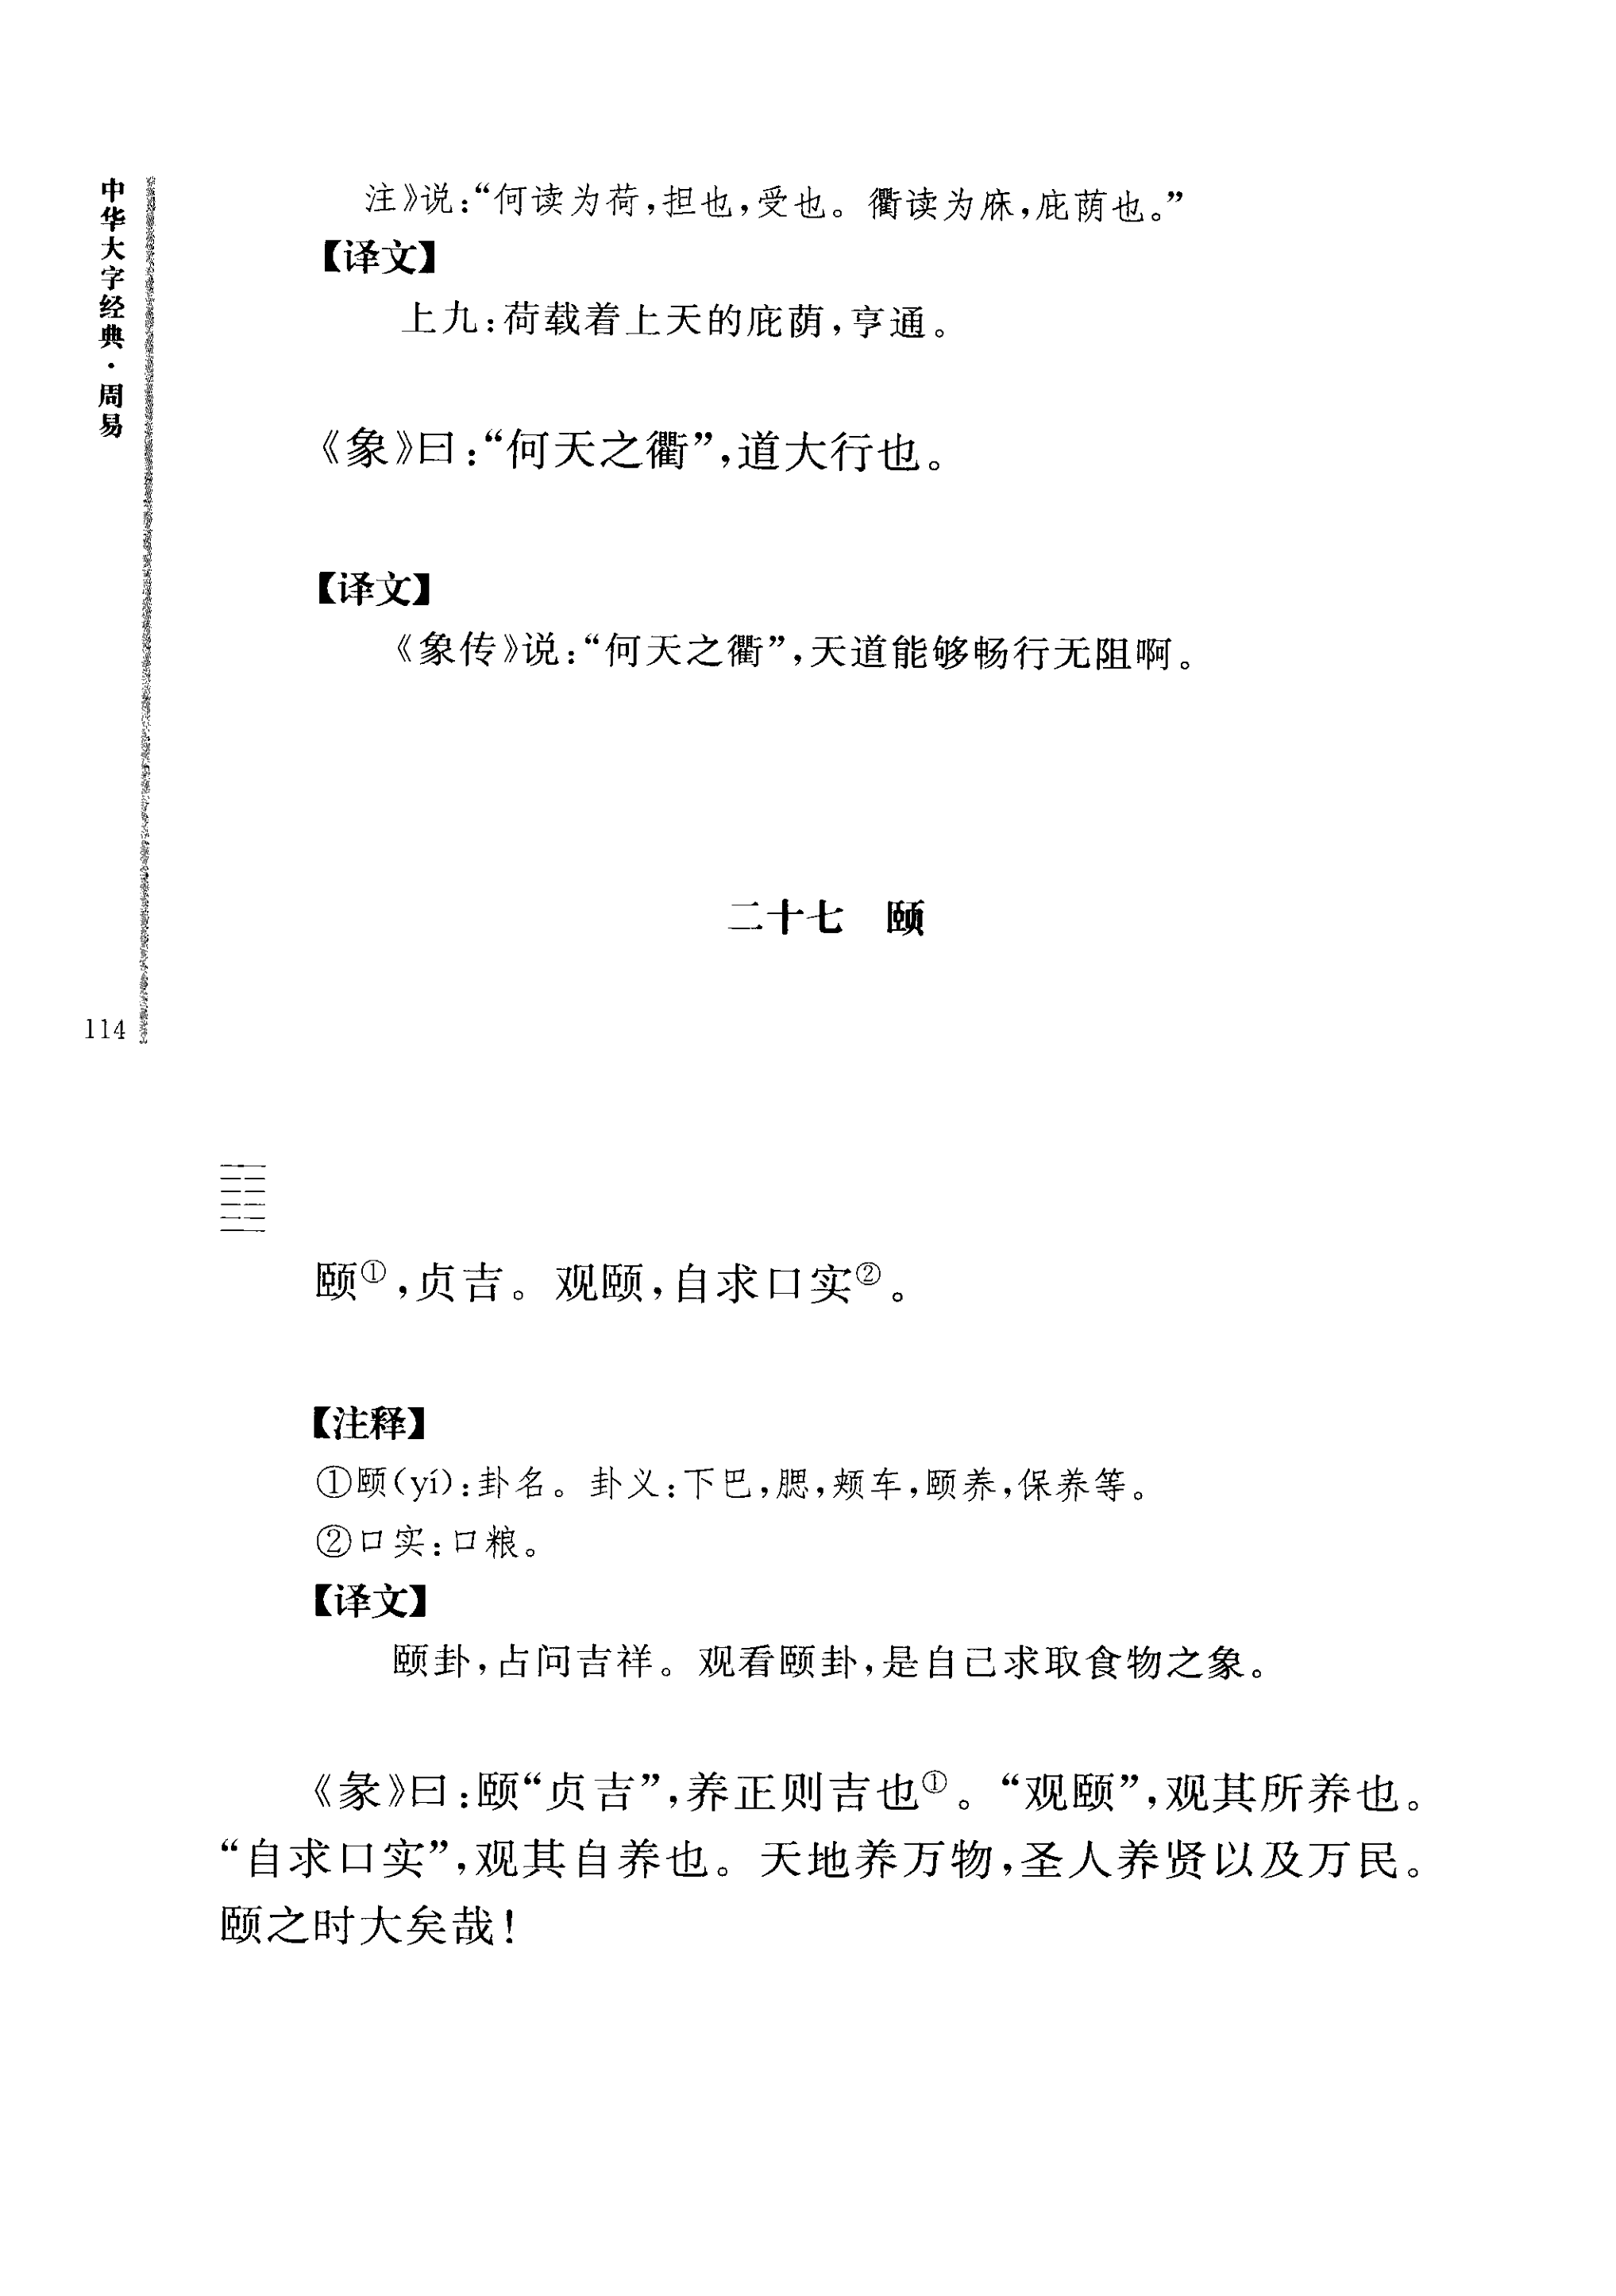 中华大字经典·周易
注》说：“何读为荷，担也，受也。衢读为庥，庇荫也。”
【译文】
上九：荷载着上天的庇荫，亨通。
《象》曰：“何天之衢”，道大行也。
【译文】
《象传》说：“何天之衢”，天道能够畅行无阻啊。
二十七　颐
114
颐①，贞吉。观颐，自求口实②。
【注释】
①颐(yí)：卦名。卦义：下巴，腮，颊车，颐养，保养等。
②口实：口粮。
【译文】
颐卦，占问吉祥。观看颐卦，是自己求取食物之象。
《彖》曰：颐“贞吉”，养正则吉也①。“观颐”，观其所养也。
“自求口实”，观其自养也。天地养万物，圣人养贤以及万民。
颐之时大矣哉！